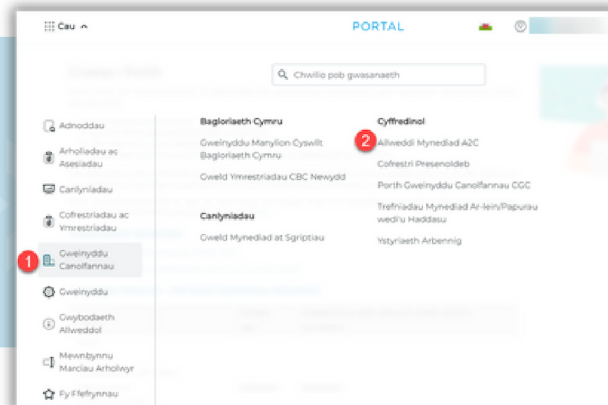 Cau
PORTAL
Chwilio pob gwasanaeth
Adnoddau
Arholiadau ac
Asesiadau
Canlyniadau
Cofrestriadau ac
Ymrestriadau
1
Gweinyddu
Canolfannau
Gweinyddu
Gwybodaeth
Allweddol
Mewnbynnu
Marciau Arholwyr
Fy Ffefrynnau
Bagloriaeth Cymru
Gweinyddu Manylion Cyswllt
Bagloriaeth Cymru
Gweld Ymrestriadau CBC Newydd
Canlyniadau
Gweld Mynediad at Sgriptiau
Cyffredinol
2
Allweddi Mynediad A2C
Cofrestri Presenoldeb
Porth Gweinyddu Canolfannau CGC
Trefniadau Mynediad Ar-lein/Papurau
wedi'u Haddasu
Ystyriaeth Arbennig